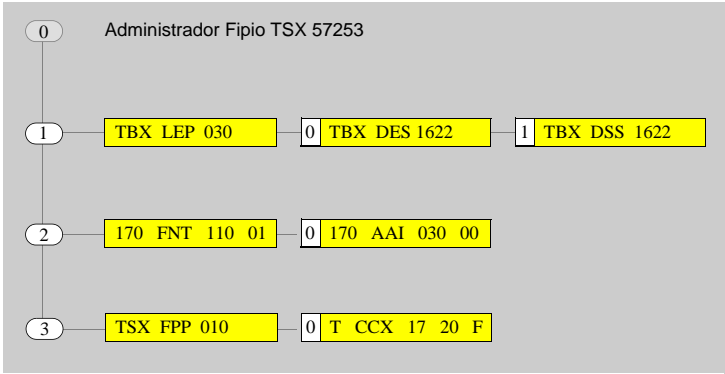 0 Administrador Fipio TSX 57253
1 TBX LEP 030 0 TBX DES 1622 1 TBX DSS 1622
2 170 FNT 110 01 0 170 AAI 030 00
3 TSX FPP 010 0 T CCX 17 20 F